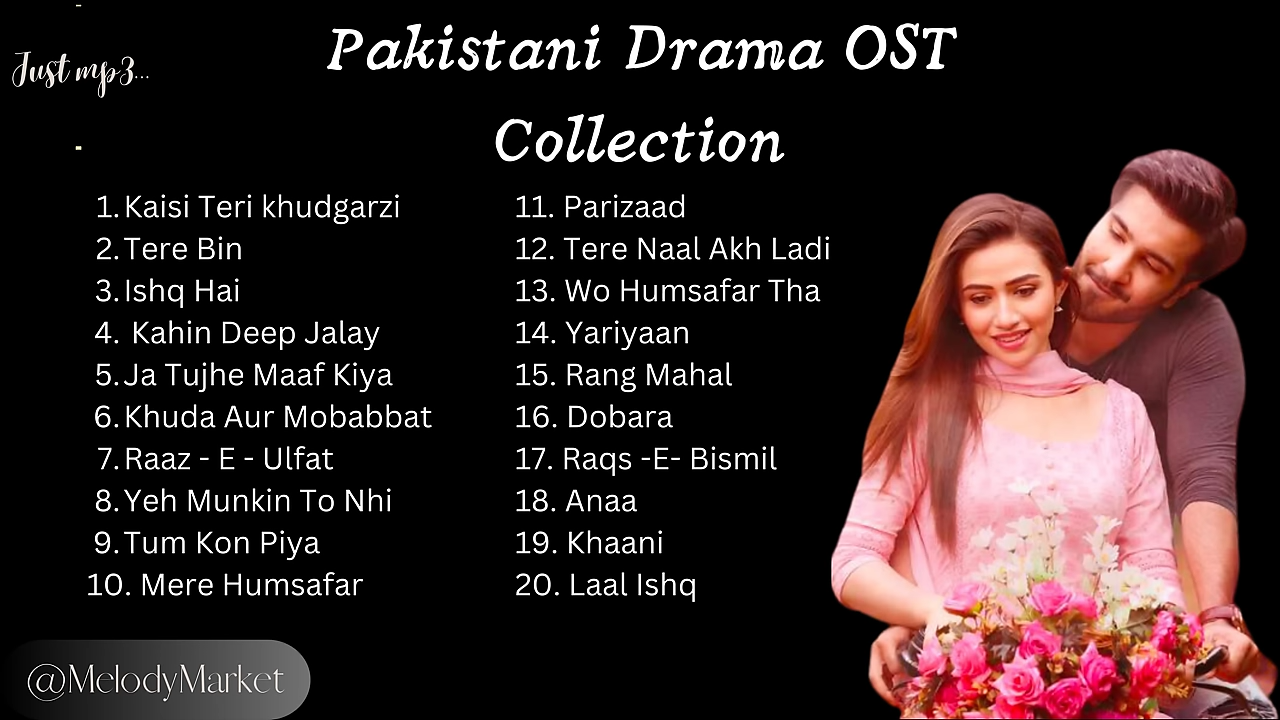 Just mp3...
Pakistani Drama OST
Collection
1. Kaisi Teri khudgarzi
2. Tere Bin
3. Ishq Hai
4. Kahin Deep Jalay
5. Ja Tujhe Maaf Kiya
6. Khuda Aur Mobabbat
7. Raaz - E - Ulfat
8. Yeh Munkin To Nhi
9. Tum Kon Piya
10. Mere Humsafar
11. Parizaad
12. Tere Naal Akh Ladi
13. Wo Humsafar Tha
14. Yariyaan
15. Rang Mahal
16. Dobara
17. Raqs -E- Bismil
18. Anaa
19. Khaani
20. Laal Ishq
@MelodyMarket